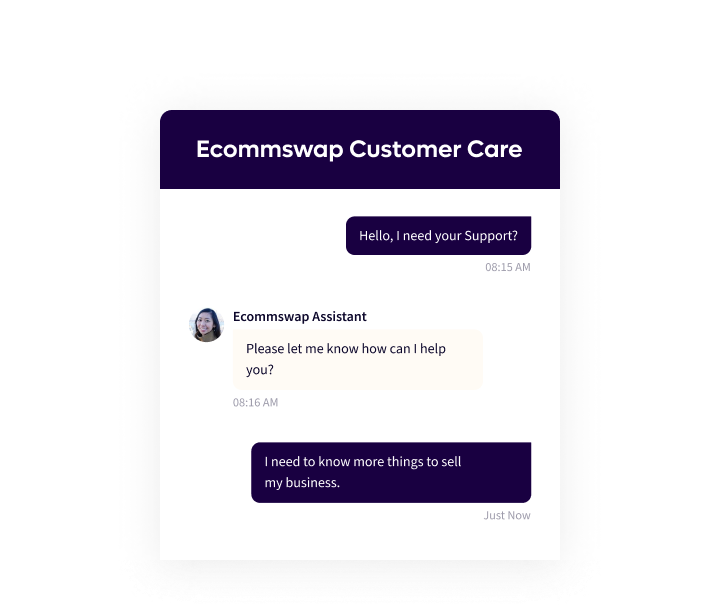 Ecommswap Customer Care
Hello, I need your Support?
08:15 AM
Ecommswap Assistant
Please let me know how can I help
you?
08:16 AM
I need to know more things to sell
my business.
Just Now